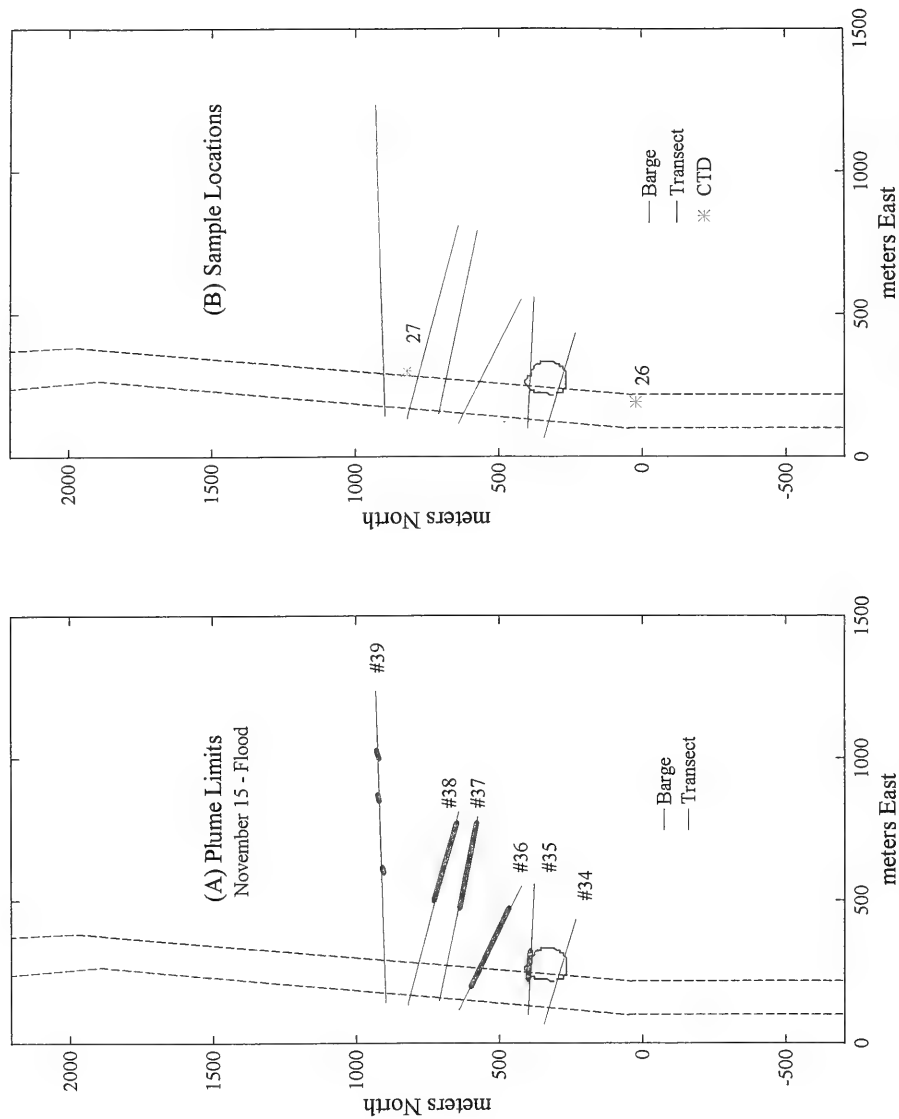 (A) Plume Limits
November 15 - Flood
#39
#38
#37
#36
#35
#34
Barge
Transect
meters North
2000
1500
1000
500
0
-500
0
500
1000
1500
meters East
(B) Sample Locations
27
26
Barge
Transect
CTD
meters North
2000
1500
1000
500
0
-500
0
500
1000
1500
meters East